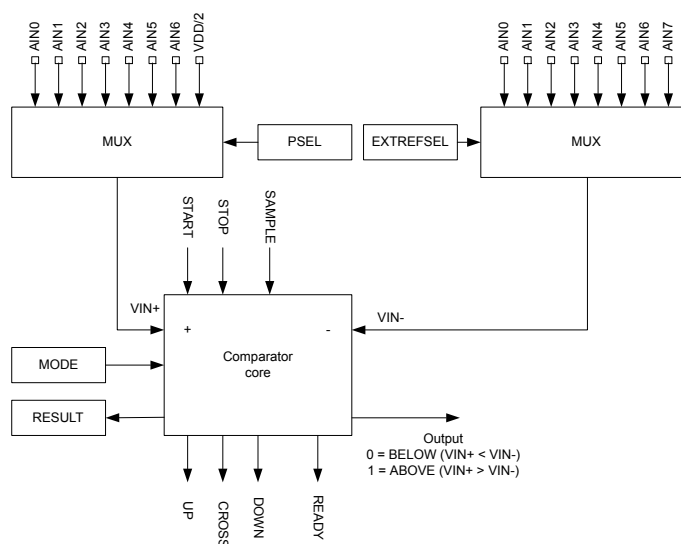 AIN0
AIN1
AIN2
AIN3
AIN4
AIN5
AIN6
VDD/2
AIN0
AIN1
AIN2
AIN3
AIN4
AIN5
AIN6
AIN7
MUX
PSEL
EXTREFSEL
MUX
START
STOP
SAMPLE
VIN+
VIN-
+
-
MODE
Comparator
core
RESULT
Output
0 = BELOW (VIN+ < VIN-)
1 = ABOVE (VIN+ > VIN-)
UP
CROSS
DOWN
READY